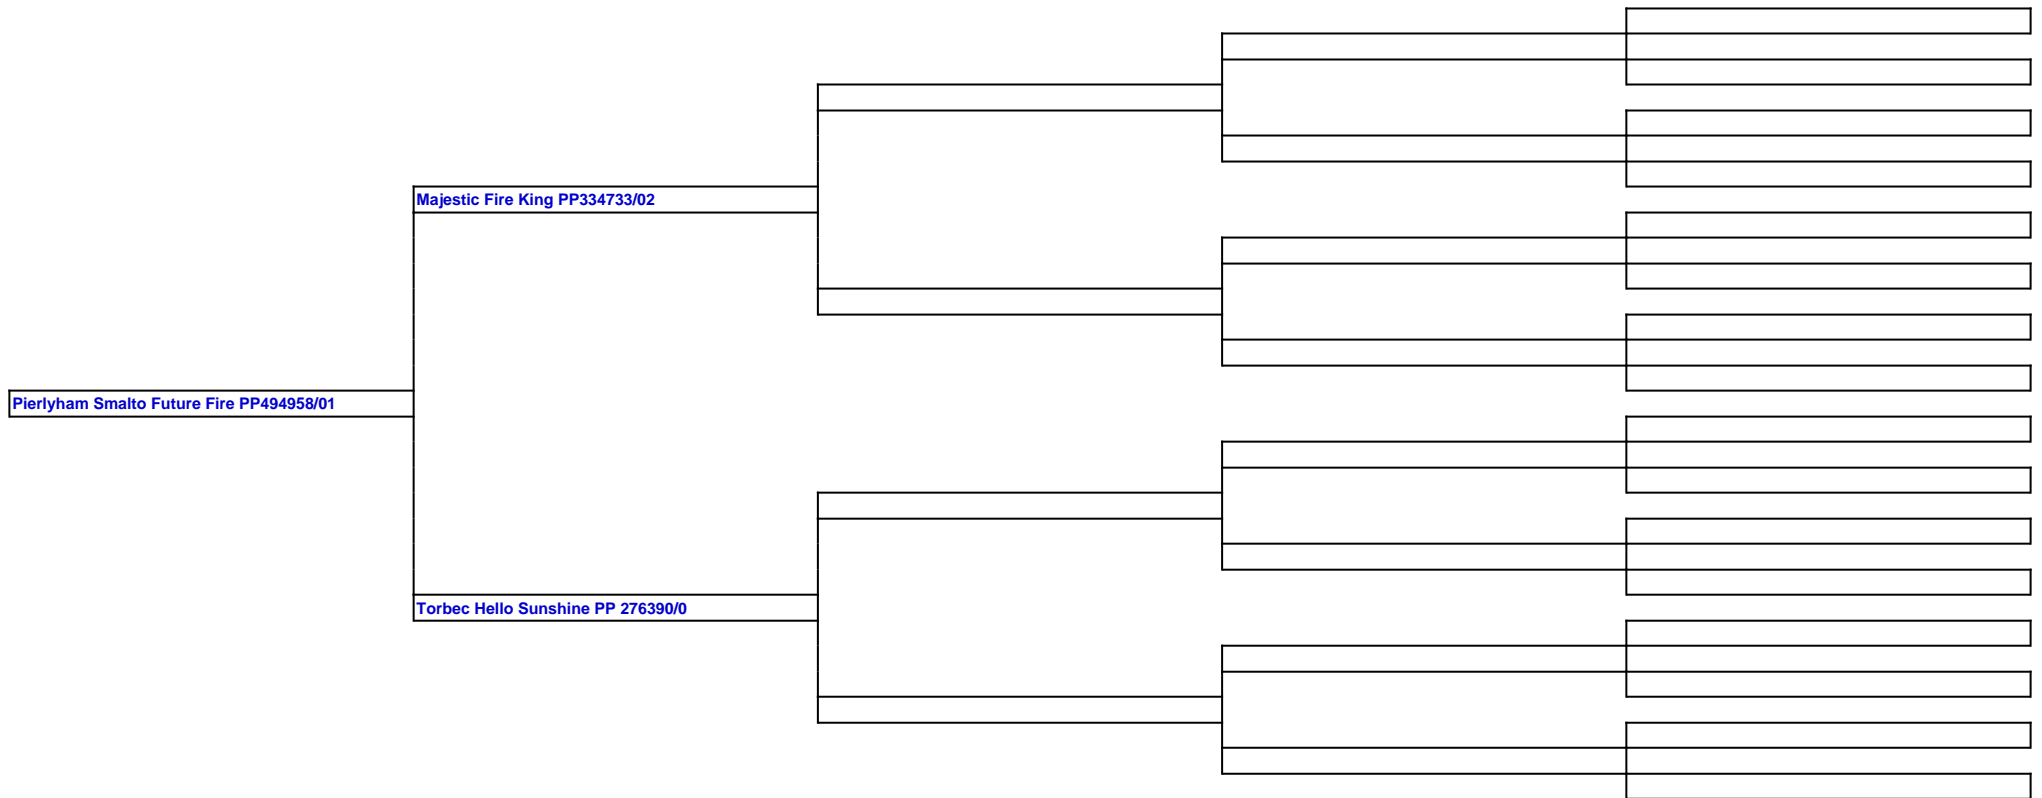 Majestic Fire King PP334733/02
Pierlyham Smalto Future Fire PP494958/01
Torbec Hello Sunshine PP 276390/0